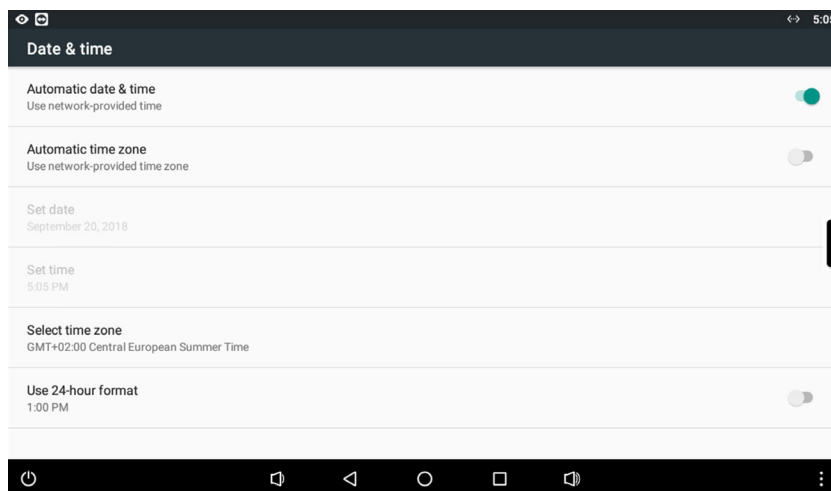 5:05
Date & time
Automatic date & time
Use network-provided time
Automatic time zone
Use network-provided time zone
Set date
September 20, 2018
Set time
5:05 PM
Select time zone
GMT+02:00 Central European Summer Time
Use 24-hour format
1:00 PM